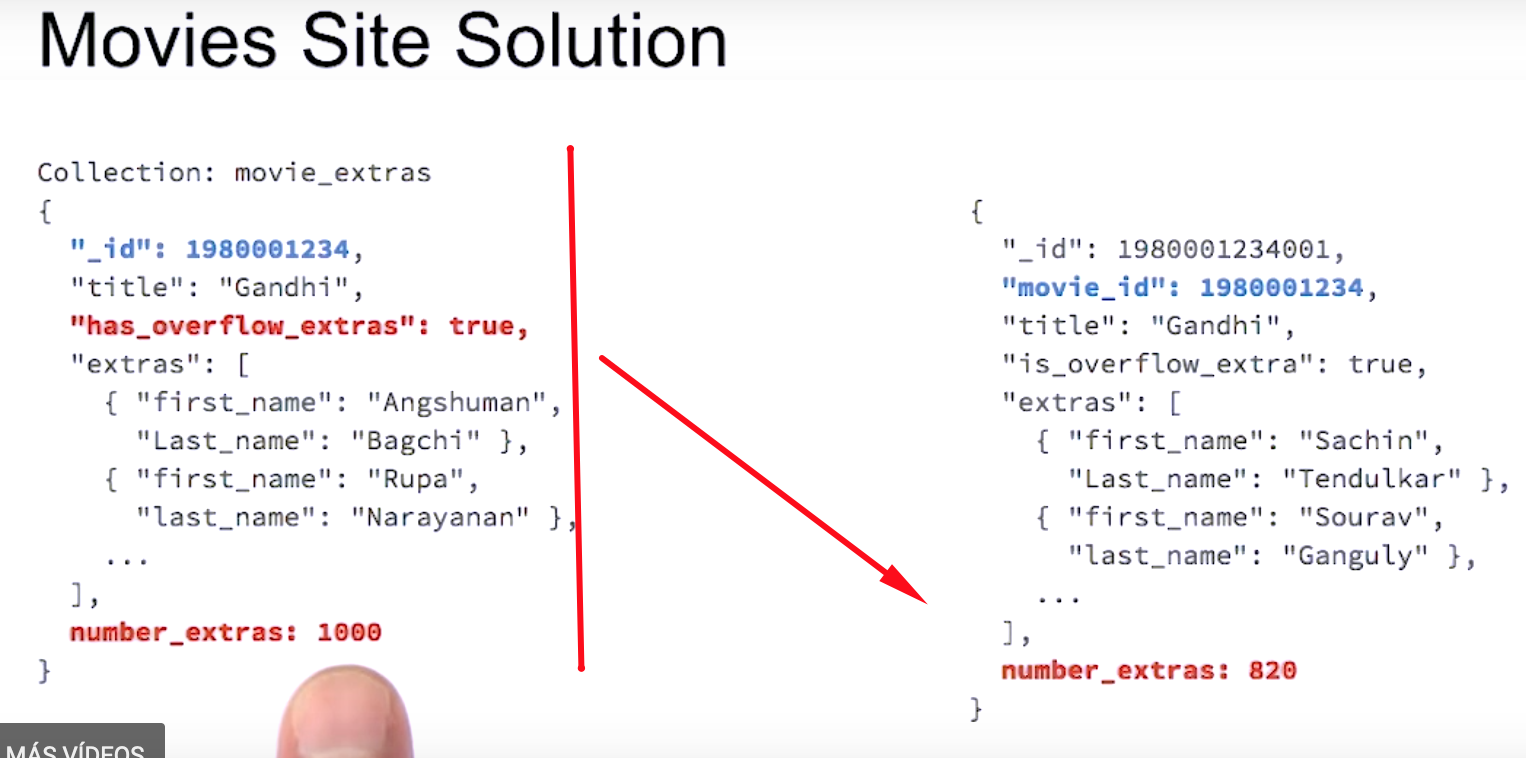 Movies Site Solution
Collection: movie_extras
{
"_id": 1980001234,
"title": "Gandhi",
"has_overflow_extras": true,
"extras": [
{ "first_name": "Angshuman",
"Last_name": "Bagchi" },
{ "first_name": "Rupa",
"last_name": "Narayanan" },
...
],
number_extras: 1000
}
{
"_id": 1980001234001,
"movie_id": 1980001234,
"title": "Gandhi",
"is_overflow_extra": true,
"extras": [
{ "first_name": "Sachin",
"Last_name": "Tendulkar" },
{ "first_name": "Sourav",
"last_name": "Ganguly" },
...
],
number_extras: 820
}
MÁS VÍDEOS